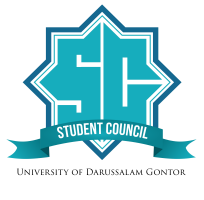 SC
STUDENT COUNCIL
UNIVERSITY OF DARUSSALAM GONTOR